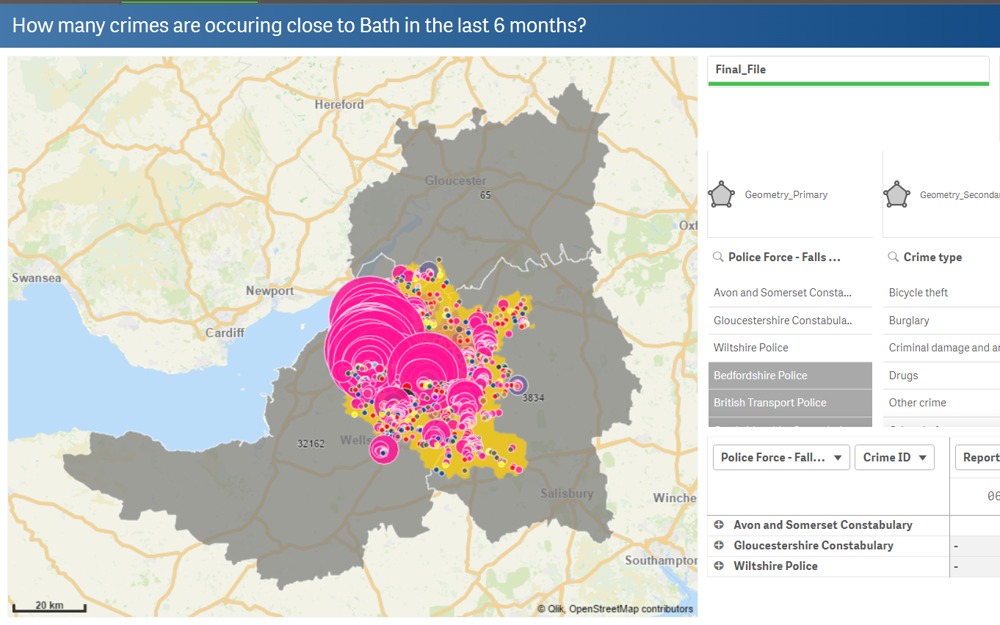 How many crimes are occuring close to Bath in the last 6 months?
Final_File
Hereford
Gloucester
65
Geometry_Primary
Geometry_Seconda
Oxf
Police Force - Falls ...
Crime type
Swansea
Newport
Cardiff
Avon and Somerset Consta...
Bicycle theft
Gloucestershire Constabula..
Burglary
Wiltshire Police
Criminal damage and ar
Bedfordshire Police
Drugs
British Transport Police
Other crime
3834
32162
Wells
Police Force - Fall...
Crime ID
Report
Salisbury
Winche
06
Avon and Somerset Constabulary
Gloucestershire Constabulary
-
Wiltshire Police
-
Southampton
20 km
© Qlik, OpenStreetMap contributors